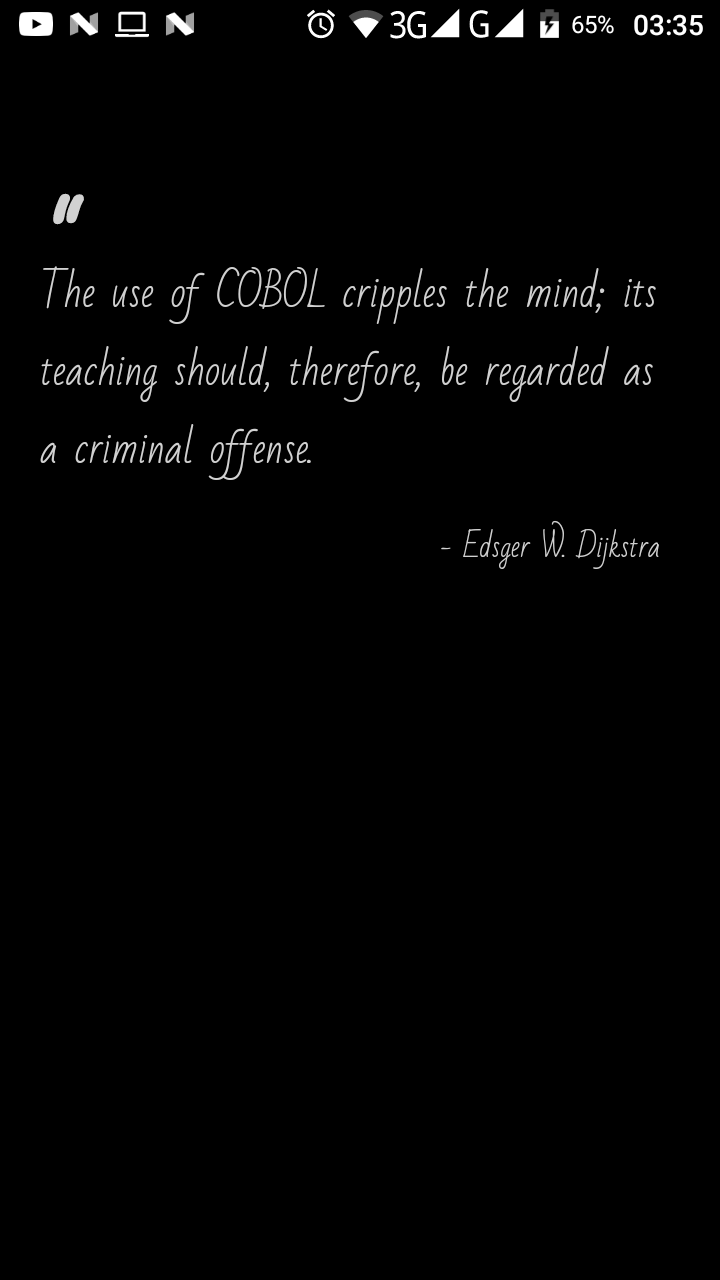 3G G 65% 03:35
"
The use of COBOL cripples the mind; its
teaching should, therefore, be regarded as
a criminal offense.
- Edsger W. Dijkstra